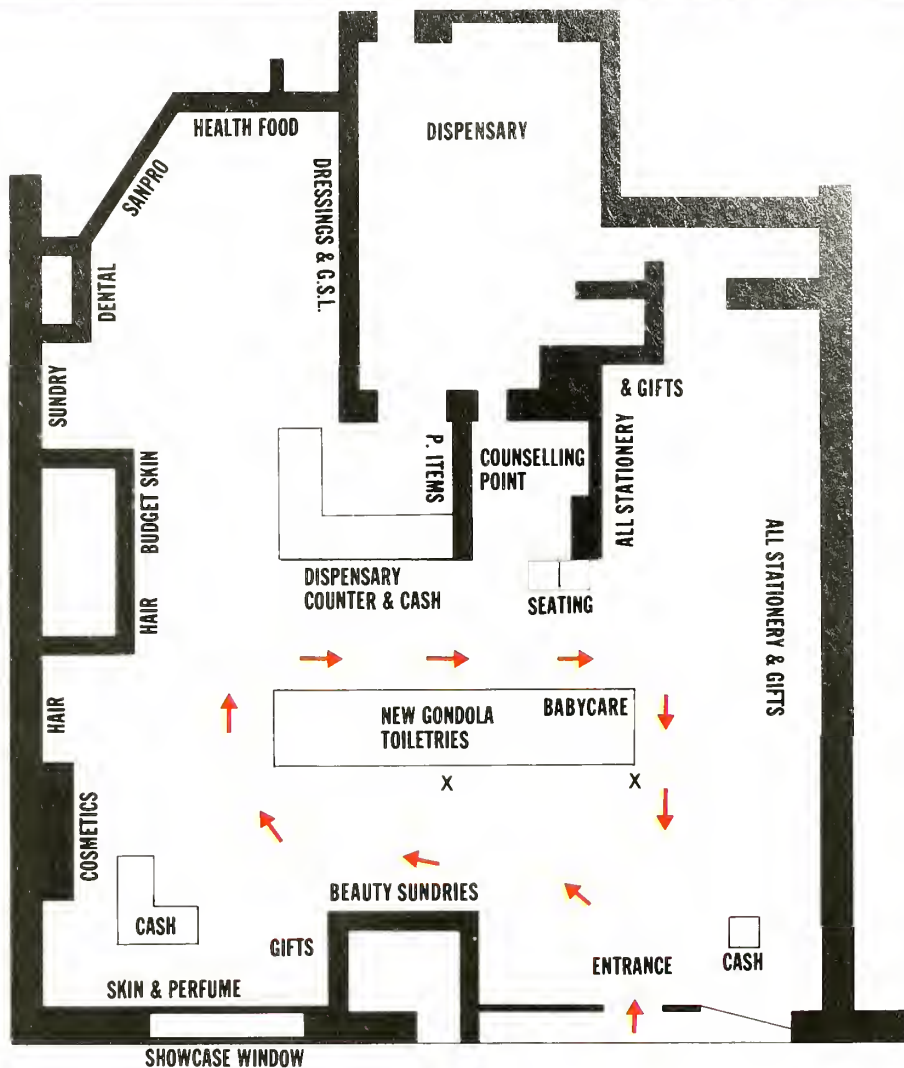 HEALTH FOOD
DISPENSARY
SANPRO
DRESSINGS & G.S.L.
DENTAL
SUNDRY
& GIFTS
ALL STATIONERY
P. ITEMS
COUNSELLING
POINT
BUDGET SKIN
HAIR
ALL STATIONERY & GIFTS
DISPENSARY
COUNTER & CASH
SEATING
HAIR
NEW GONDOLA
TOILETRIES
BABYCARE
X
X
COSMETICS
BEAUTY SUNDRIES
CASH
GIFTS
ENTRANCE
CASH
SKIN & PERFUME
SHOWCASE WINDOW